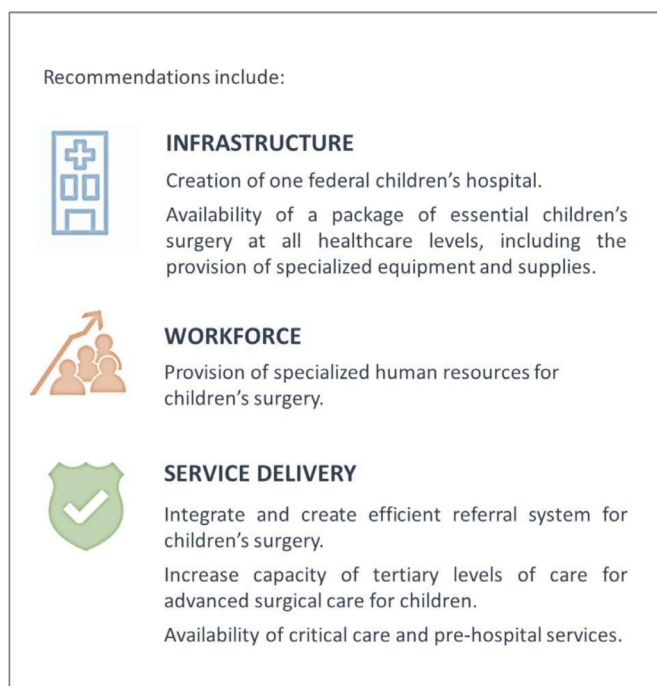 Recommendations include:
INFRASTRUCTURE
Creation of one federal children’s hospital.
Availability of a package of essential children’s
surgery at all healthcare levels, including the
provision of specialized equipment and supplies.
WORKFORCE
Provision of specialized human resources for
children’s surgery.
SERVICE DELIVERY
Integrate and create efficient referral system for
children’s surgery.
Increase capacity of tertiary levels of care for
advanced surgical care for children.
Availability of critical care and pre-hospital services.